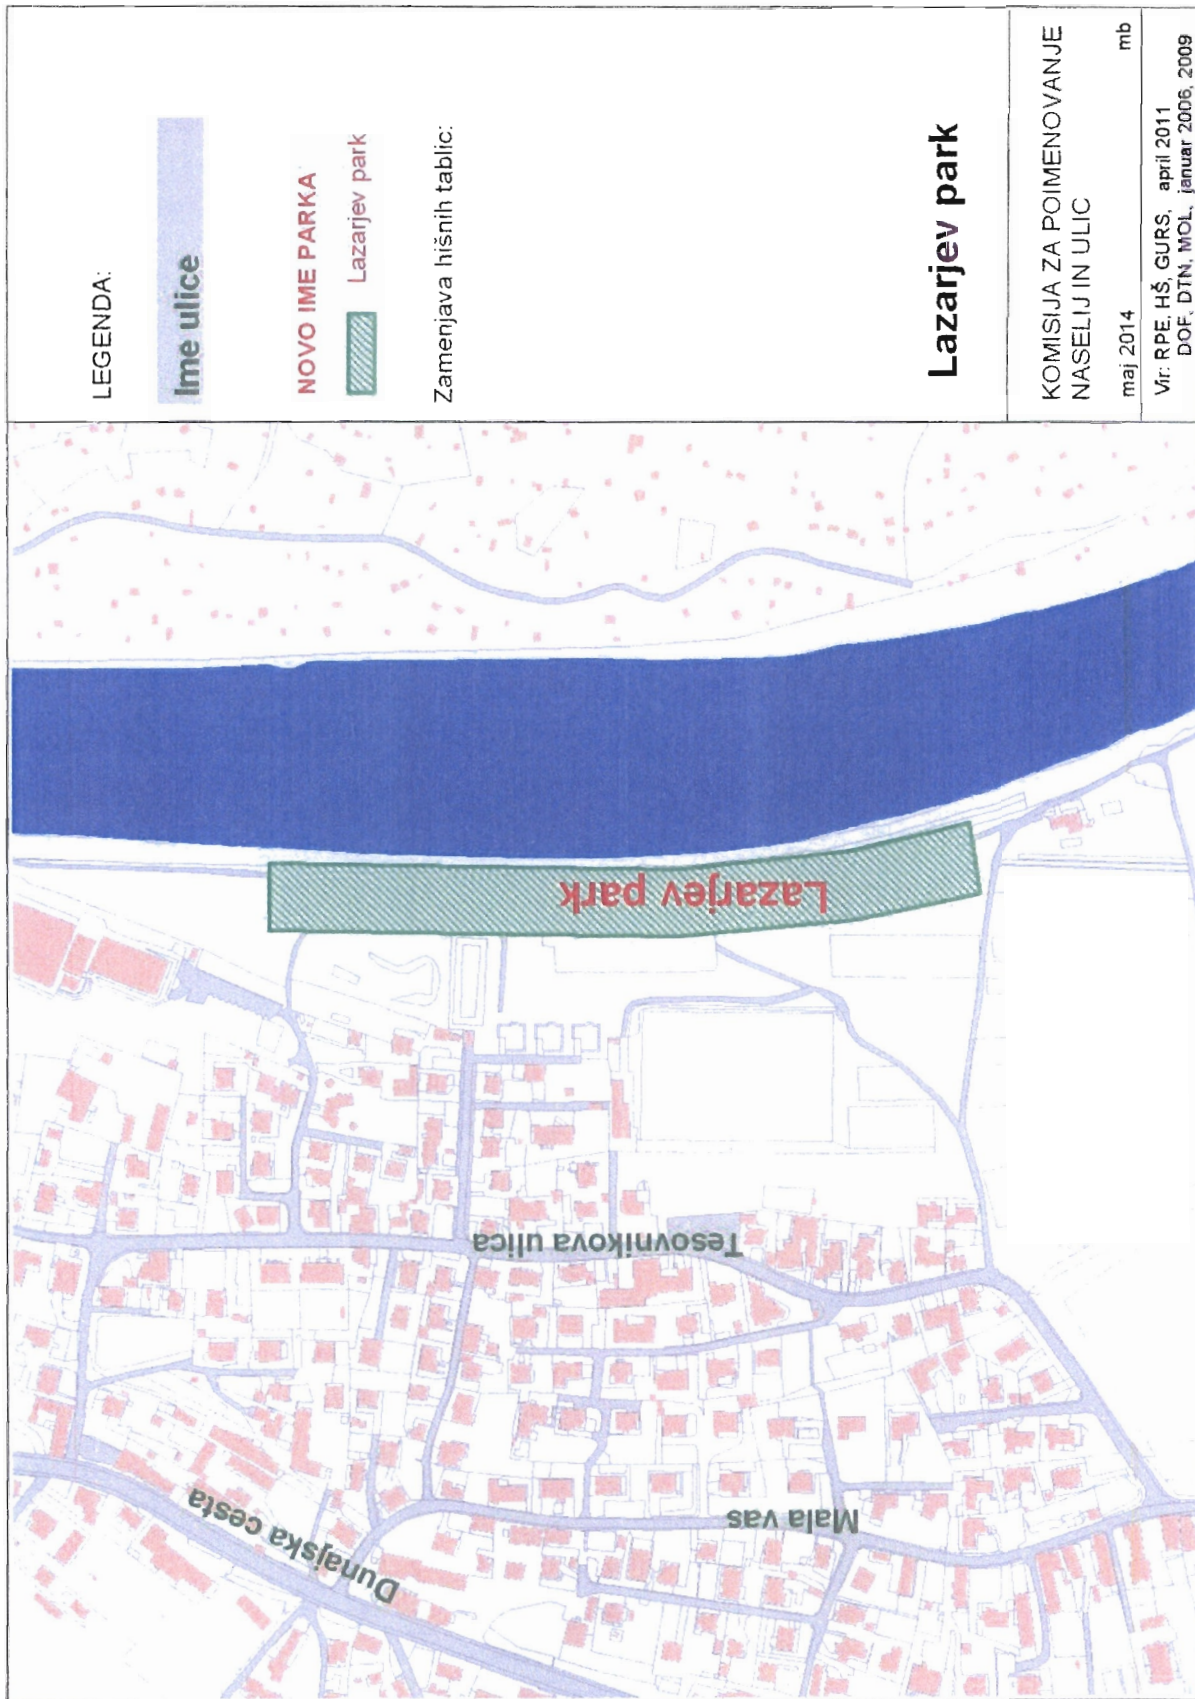 LEGENDA:
Ime ulice
NOVO IME PARKA
Lazarjev park
Zamenjava hišnih tablic:
Lazarjev park
KOMISIJA ZA POIMENOVANJE
NASELIJ IN ULIC
maj 2014 mb
Vir: RPE, HŠ, GURS, april 2011
DOF, DTN, MOL, januar 2006, 2009
Lazarjev park
Tesovnikova ulica
Dunajska cesta
Mala vas